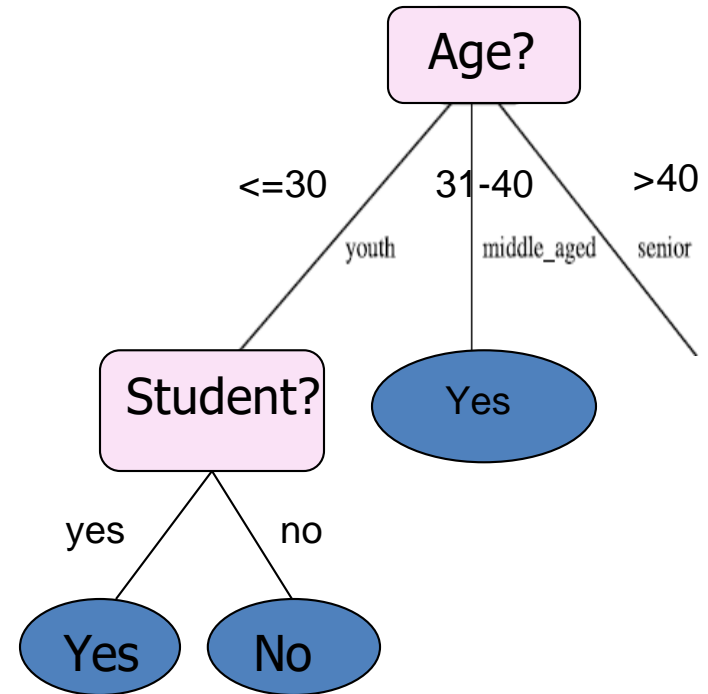 Age?
<=30
31-40
>40
youth
middle_aged
senior
Student?
Yes
yes
no
Yes
No